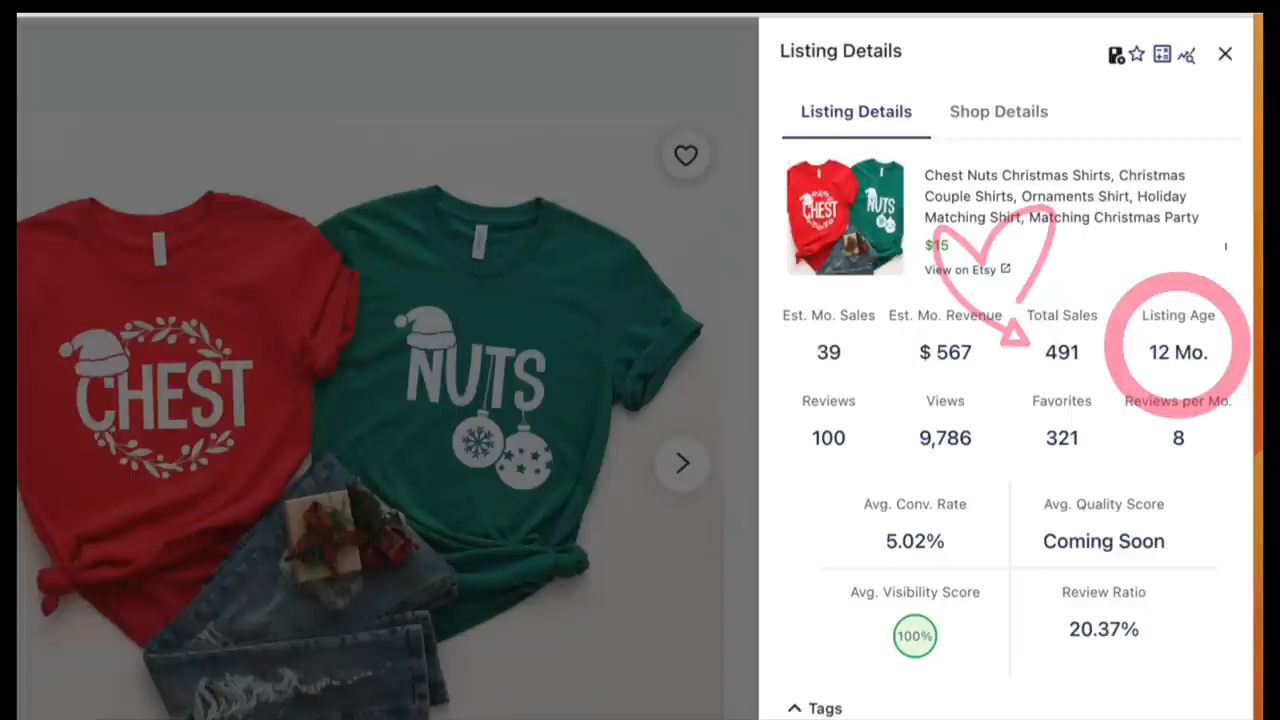 Listing Details
Listing Details Shop Details
Chest Nuts Christmas Shirts, Christmas
Couple Shirts, Ornaments Shirt, Holiday
Matching Shirt, Matching Christmas Party
$15
View on Etsy
Est. Mo. Sales Est. Mo. Revenue Total Sales Listing Age
39 $ 567 491 12 Mo.
Reviews Views Favorites Reviews per Mo.
100 9,786 321 8
Avg. Conv. Rate Avg. Quality Score
5.02% Coming Soon
Avg. Visibility Score Review Ratio
100% 20.37%
Tags
CHEST
NUTS
CHEST
NUTS